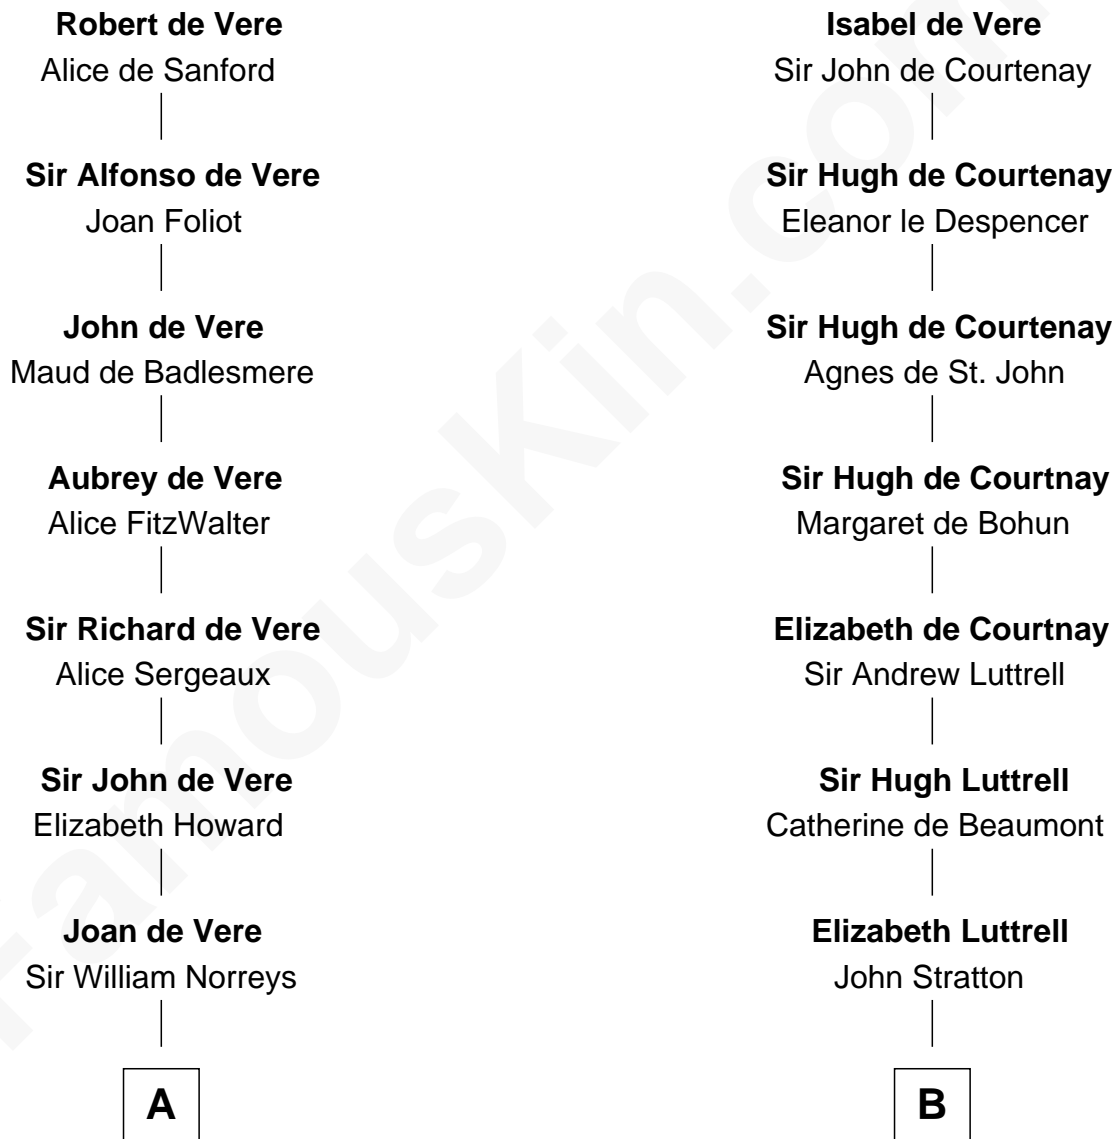 Robert de Vere
Alice de Sanford
Sir Alfonso de Vere
Joan Foliot
John de Vere
Maud de Badlesmere
Aubrey de Vere
Alice FitzWalter
Sir Richard de Vere
Alice Sergeaux
Sir John de Vere
Elizabeth Howard
Joan de Vere
Sir William Norreys
A
Isabel de Vere
Sir John de Courtenay
Sir Hugh de Courtenay
Eleanor le Despencer
Sir Hugh de Courtenay
Agnes de St. John
Sir Hugh de Courtnay
Margaret de Bohun
Elizabeth de Courtnay
Sir Andrew Luttrell
Sir Hugh Luttrell
Catherine de Beaumont
Elizabeth Luttrell
John Stratton
B
FamousKin.com